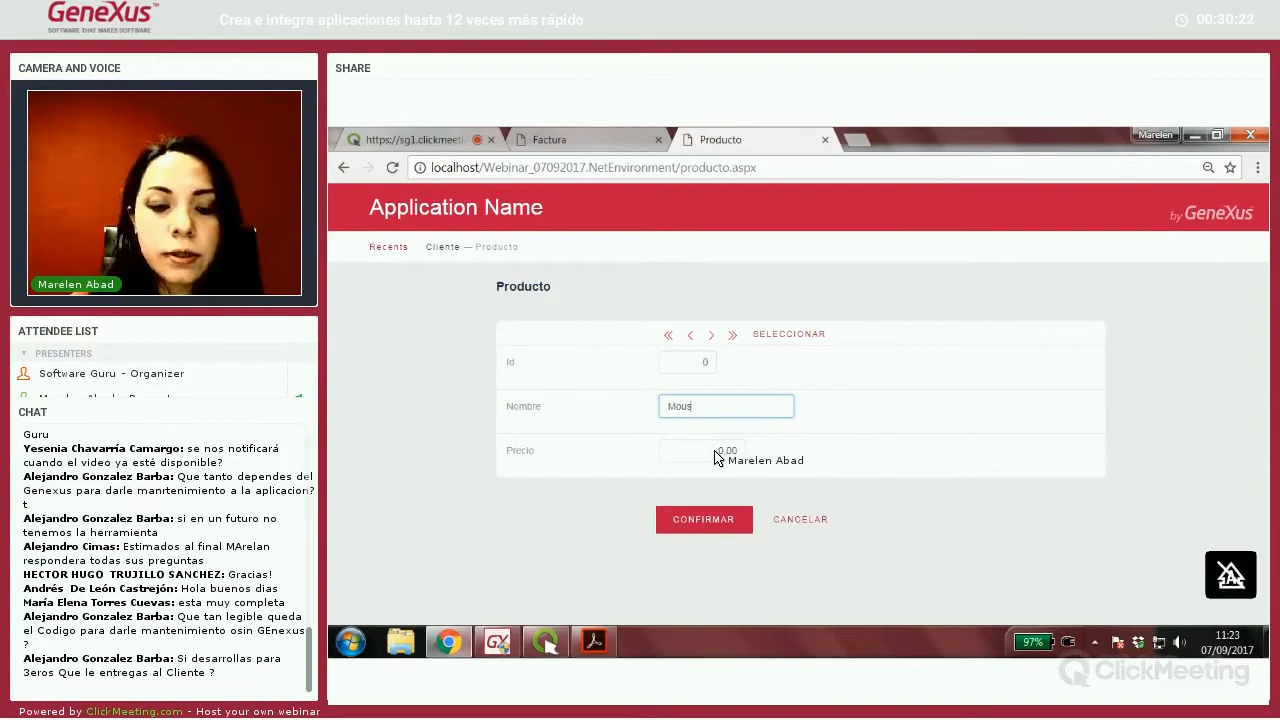 GeneXus™
SOFTWARE THAT MAKES SOFTWARE
Crea e integra aplicaciones hasta 12 veces más rápido
00:30:22
CAMERA AND VOICE
Marelen Abad
ATTENDEE LIST
PRESENTERS
Software Guru - Organizer
CHAT
Guru
Yesenia Chavarría Camargo: se nos notificará
cuando el video ya esté disponible?
Alejandro Gonzalez Barba: Que tanto dependes del
Genexus para darle manrtenimiento a la aplicacion?
t
Alejandro Gonzalez Barba: si en un futuro no
tenemos la herramienta
Alejandro Cimas: Estimados al final MArelan
respondera todas sus preguntas
HECTOR HUGO TRUJILLO SANCHEZ: Gracias!
Andrés De León Castrejón: Hola buenos dias
María Elena Torres Cuevas: esta muy completa
Alejandro Gonzalez Barba: Que tan legible queda
el Codigo para darle mantenimiento osin GEnexus
?
Alejandro Gonzalez Barba: Si desarrollas para
3eros Que le entregas al Cliente ?
Powered by ClickMeeting.com - Host your own webinar
SHARE
https://sg1.clickmeeti
Factura
Producto
Marelen
localhost/Webinar_07092017.NetEnvironment/producto.aspx
Application Name
by GeneXus
Recents Cliente — Producto
Producto
SELECCIONAR
Id 0
Nombre Mous
Precio 0.00
Marelen Abad
CONFIRMAR CANCELAR
GX
97%
11:23
07/09/2017
ClickMeeting